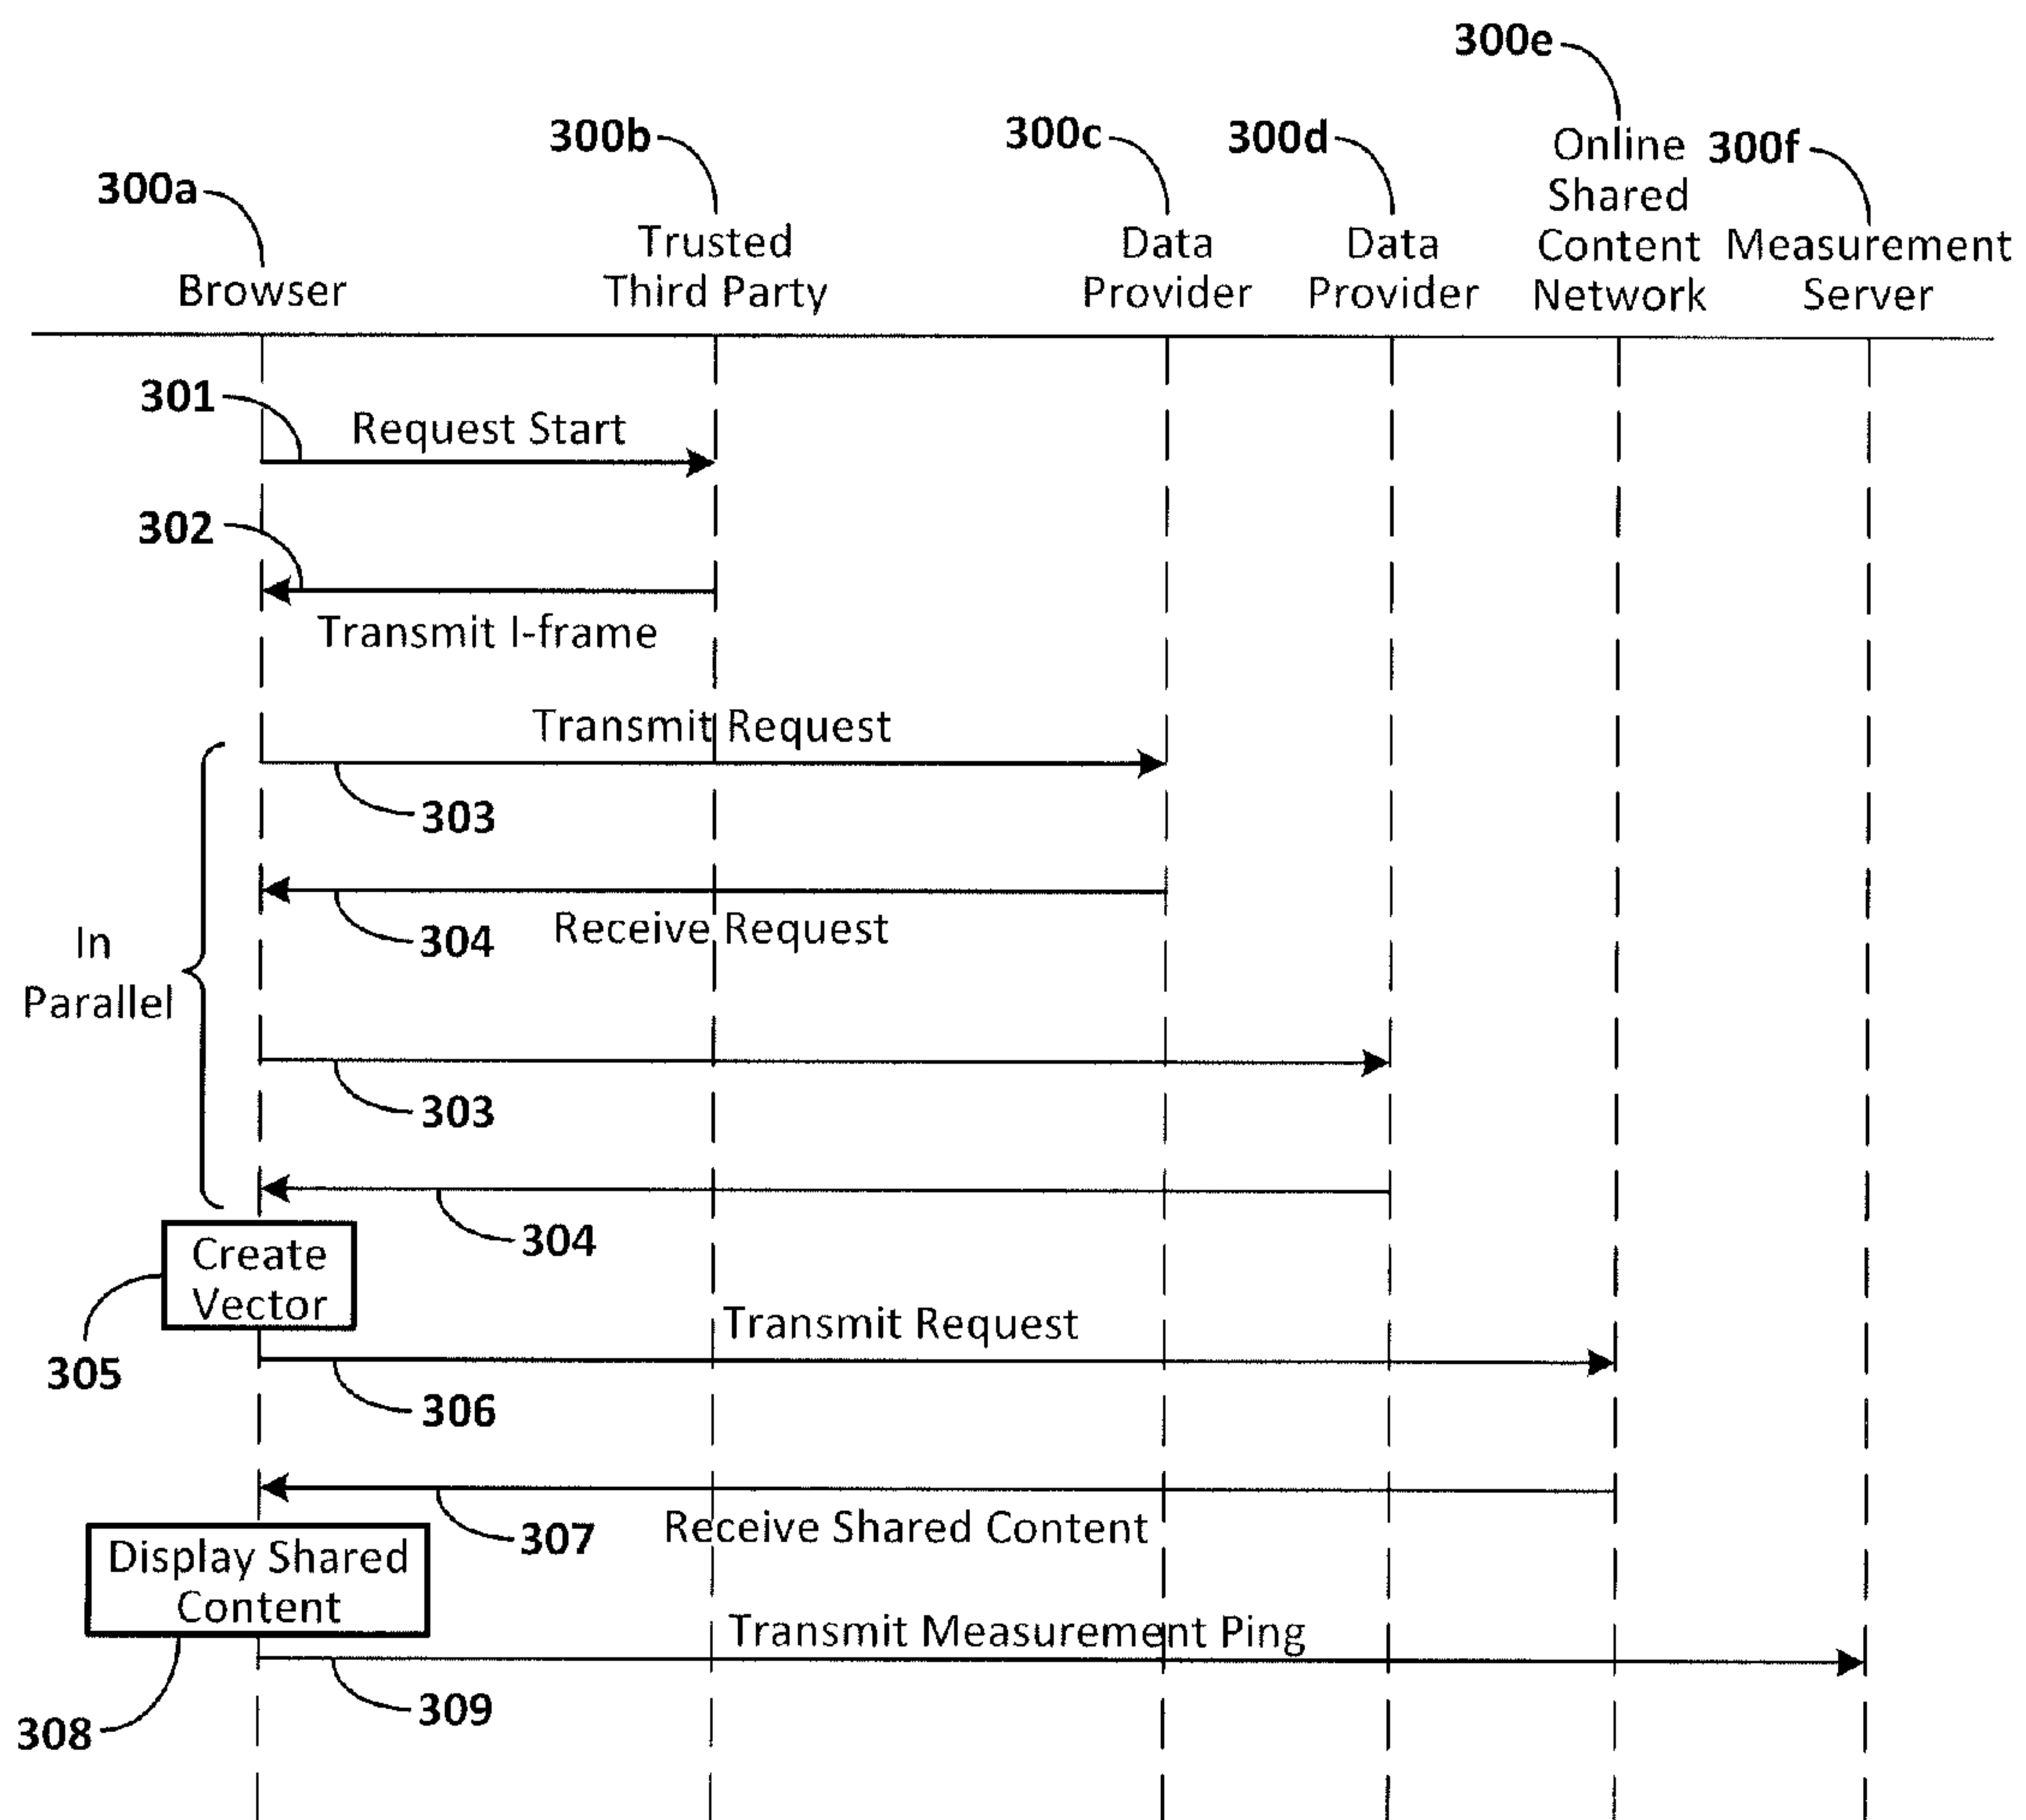 300e
300b
300c
300d
Online
300f
300a
Shared
Trusted
Data
Data
Content
Measurement
Browser
Third Party
Provider
Provider
Network
Server
301
Request Start
302
Transmit I-frame
Transmit Request
303
304
Receive Request
In
Parallel
303
304
Create
Vector
Transmit Request
305
306
307
Receive Shared Content
Display Shared
Content
Transmit Measurement Ping
308
309